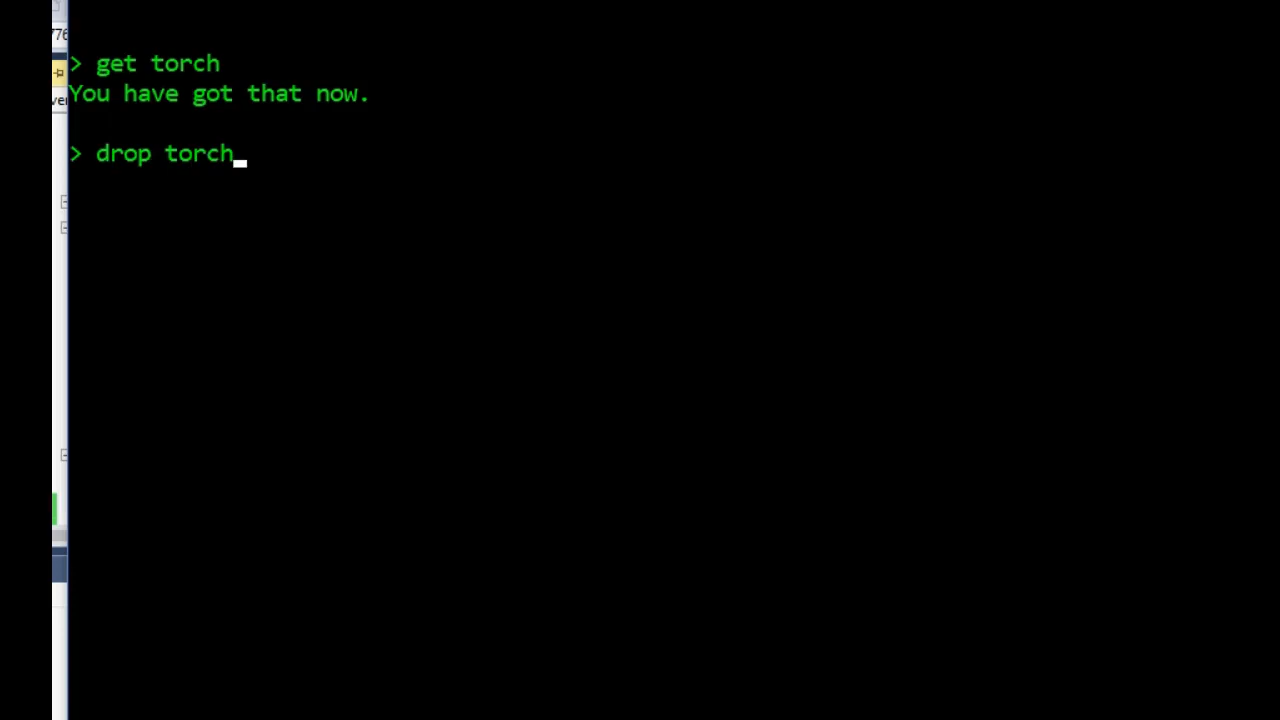 > get torch
You have got that now.
> drop torch